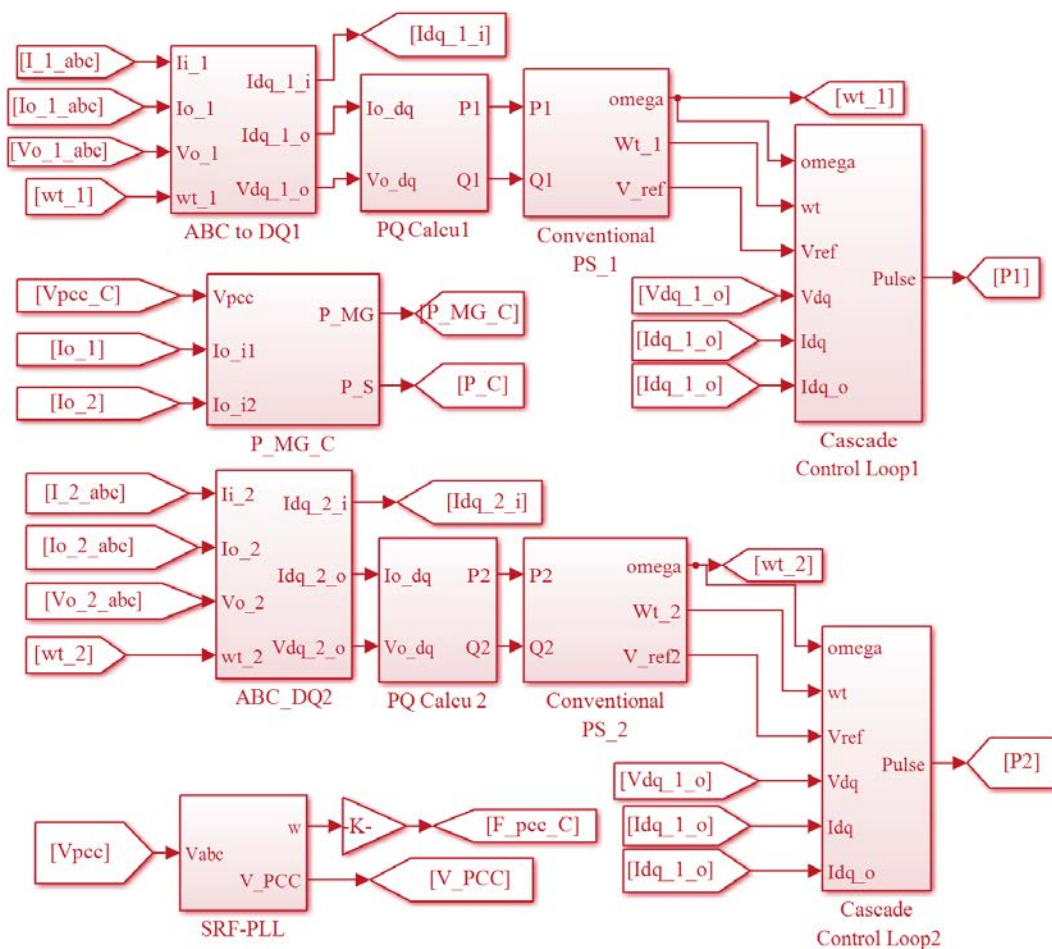 [I_1_abc]
[Io_1_abc]
[Vo_1_abc]
[wt_1]
Ii_1
Io_1
Vo_1
wt_1
Idq_1_i
Idq_1_o
Vdq_1_o
ABC to DQ1
[Idq_1_i]
Io_dq
Vo_dq
P1
Q1
PQ Calcu1
P1
Q1
omega
Wt_1
V_ref
Conventional
PS_1
[wt_1]
omega
wt
Vref
Vdq
Idq
Idq_o
Pulse
[Vdq_1_o]
[Idq_1_o]
[Idq_1_o]
[P1]
Cascade
Control Loop1
[Vpcc_C]
[Io_1]
[Io_2]
Vpcc
Io_i1
Io_i2
P_MG
P_S
P_MG_C
[P_MG_C]
[P_C]
[I_2_abc]
[Io_2_abc]
[Vo_2_abc]
[wt_2]
Ii_2
Io_2
Vo_2
wt_2
Idq_2_i
Idq_2_o
Vdq_2_o
ABC_DQ2
[Idq_2_i]
Io_dq
Vo_dq
P2
Q2
PQ Calcu 2
P2
Q2
omega
Wt_2
V_ref2
Conventional
PS_2
[wt_2]
omega
wt
Vref
Vdq
Idq
Idq_o
Pulse
[Vdq_1_o]
[Idq_1_o]
[Idq_1_o]
[P2]
Cascade
Control Loop2
[Vpcc]
Vabc
w
V_PCC
SRF-PLL
-K-
[F_pcc_C]
[V_PCC]